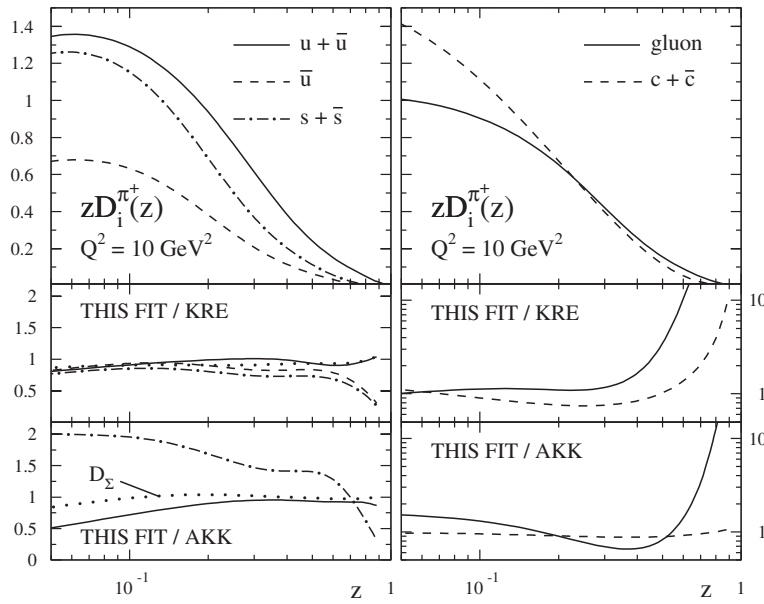 1.4
1.2
1
0.8
0.6
0.4
0.2
u + ū
ū
s + s̄
zD_i^{π⁺}(z)
Q² = 10 GeV²
gluon
c + c̄
zD_i^{π⁺}(z)
Q² = 10 GeV²
2
1.5
1
0.5
THIS FIT / KRE
THIS FIT / KRE
10
1
2
1.5
1
0.5
0
D_Σ
THIS FIT / AKK
THIS FIT / AKK
10
1
10⁻¹
z
1
10⁻¹
z
1